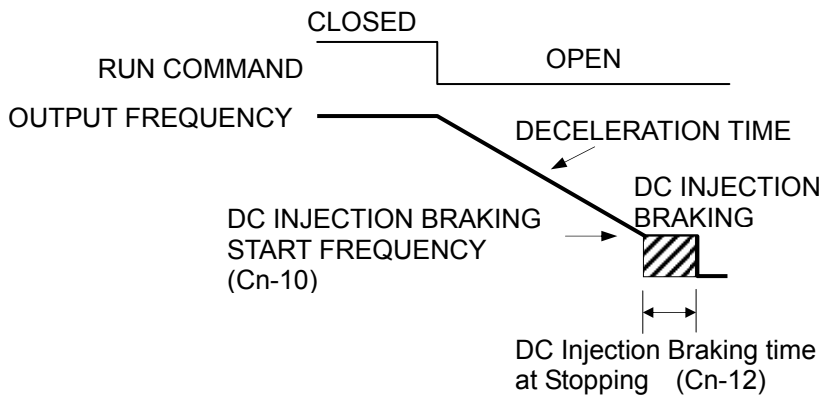 CLOSED
RUN COMMAND
OPEN
OUTPUT FREQUENCY
DECELERATION TIME
DC INJECTION
BRAKING
DC INJECTION BRAKING
START FREQUENCY
(Cn-10)
DC Injection Braking time
at Stopping (Cn-12)